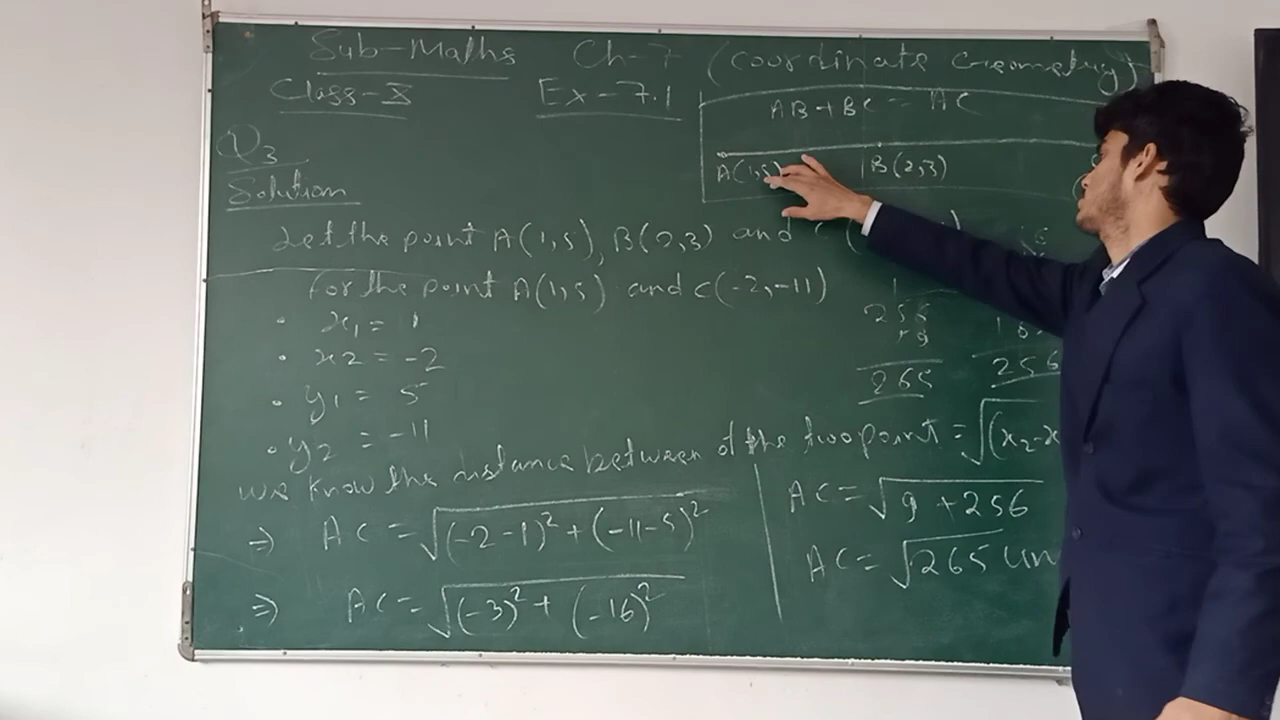 Sub-Maths Ch-7 (Coordinate Geometry)
Class-X Ex-7.1
AB+BC = AC
Q3
A(1,5) B(2,3)
Solution
Let the point A(1,5), B(2,3) and C(
for the point A(1,5) and C(-2,-11)
• x1 = 1
• x2 = -2
• y1 = 5
• y2 = -11
256
9
265
256
we know the distance between of the two point = √(x2-x
⇒ AC = √(-2-1)² + (-11-5)²
⇒ AC = √(-3)² + (-16)²
AC = √9 + 256
AC = √265 un